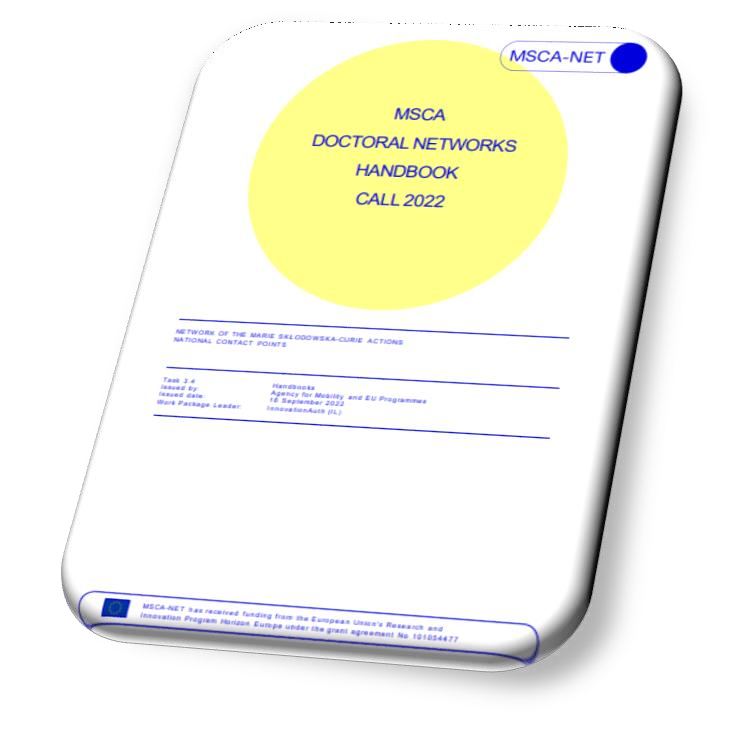 MSCA-NET
MSCA
DOCTORAL NETWORKS
HANDBOOK
CALL 2022
NETWORK OF THE MARIE SKŁODOWSKA-CURIE ACTIONS
NATIONAL CONTACT POINTS
Task 3.4 Handbooks
Issued by: Agency for Mobility and EU Programmes
Issued date: 16 September 2022
Work Package Leader: InnovationAuth (IL)
MSCA-NET has received funding from the European Union's Research and
Innovation Program Horizon Europe under the grant agreement No 101054477